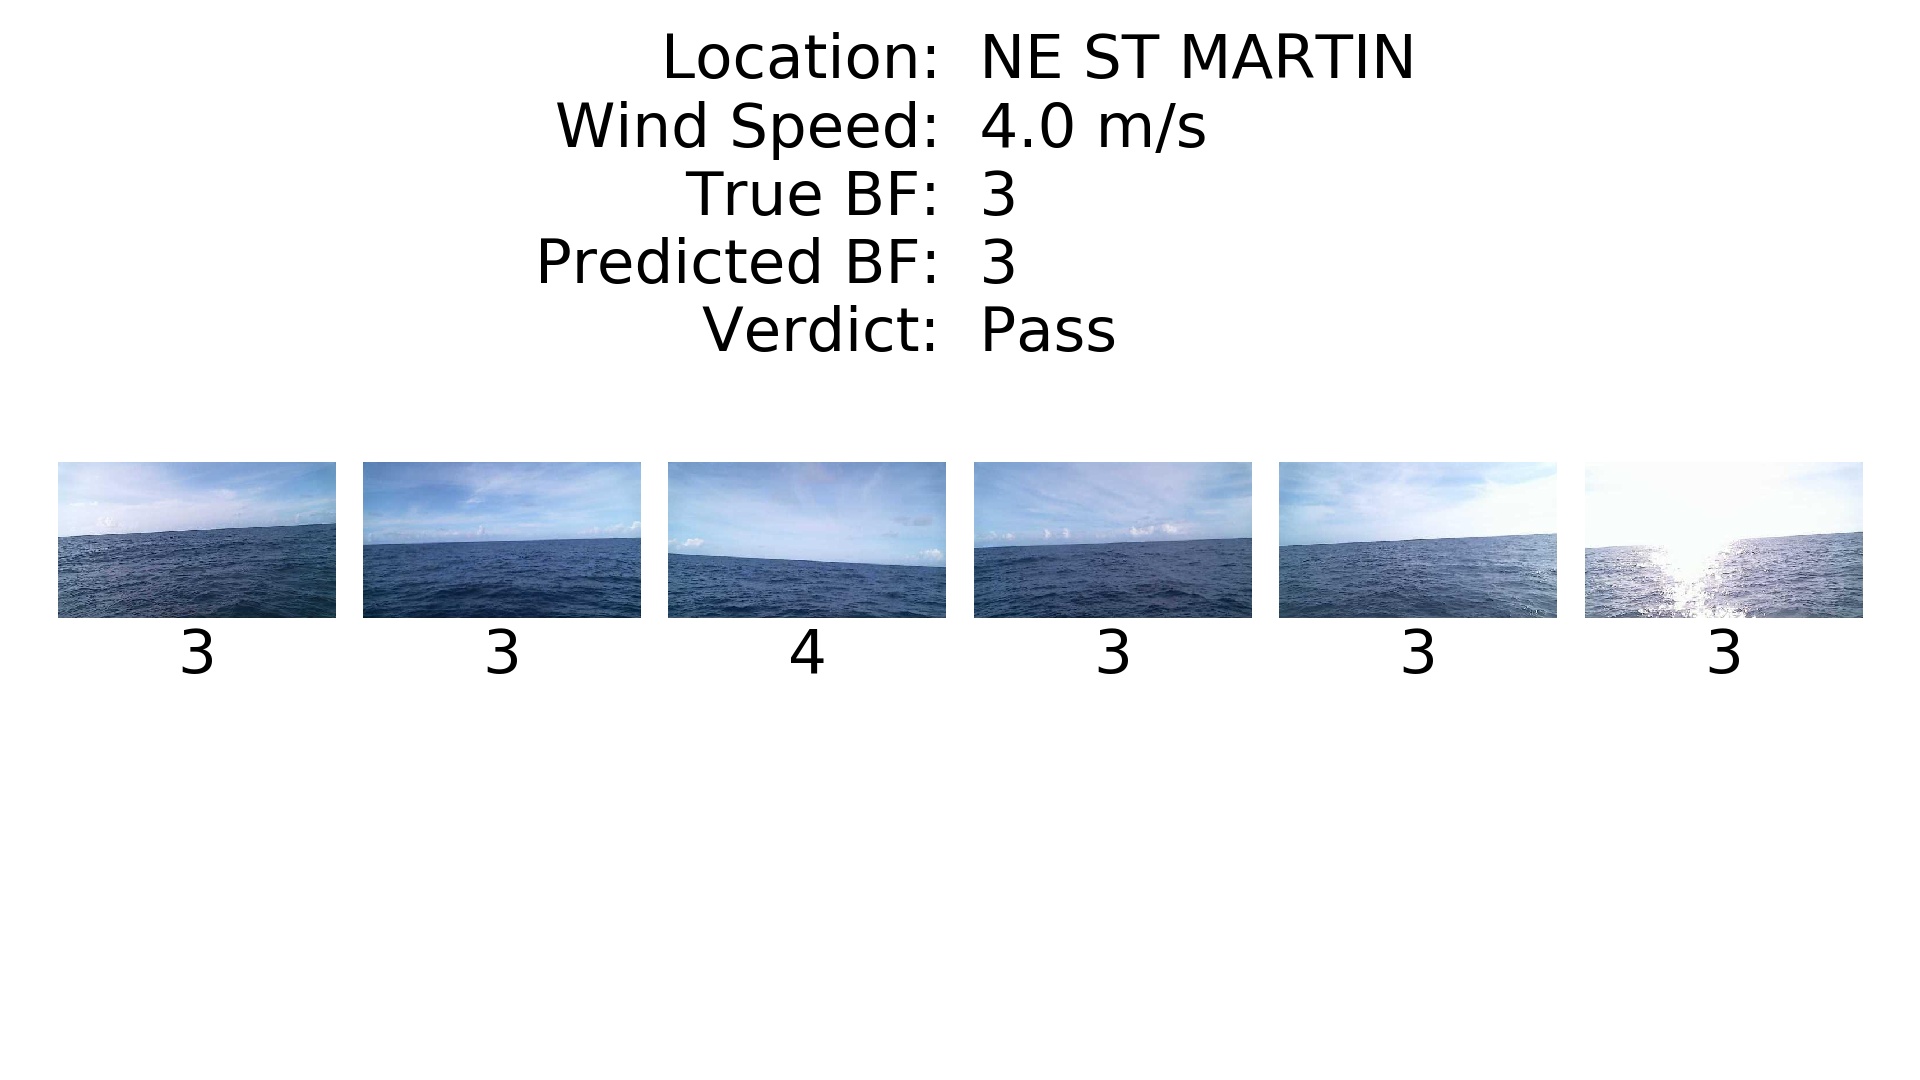 Location: NE ST MARTIN
Wind Speed: 4.0 m/s
True BF: 3
Predicted BF: 3
Verdict: Pass
3 3 4 3 3 3